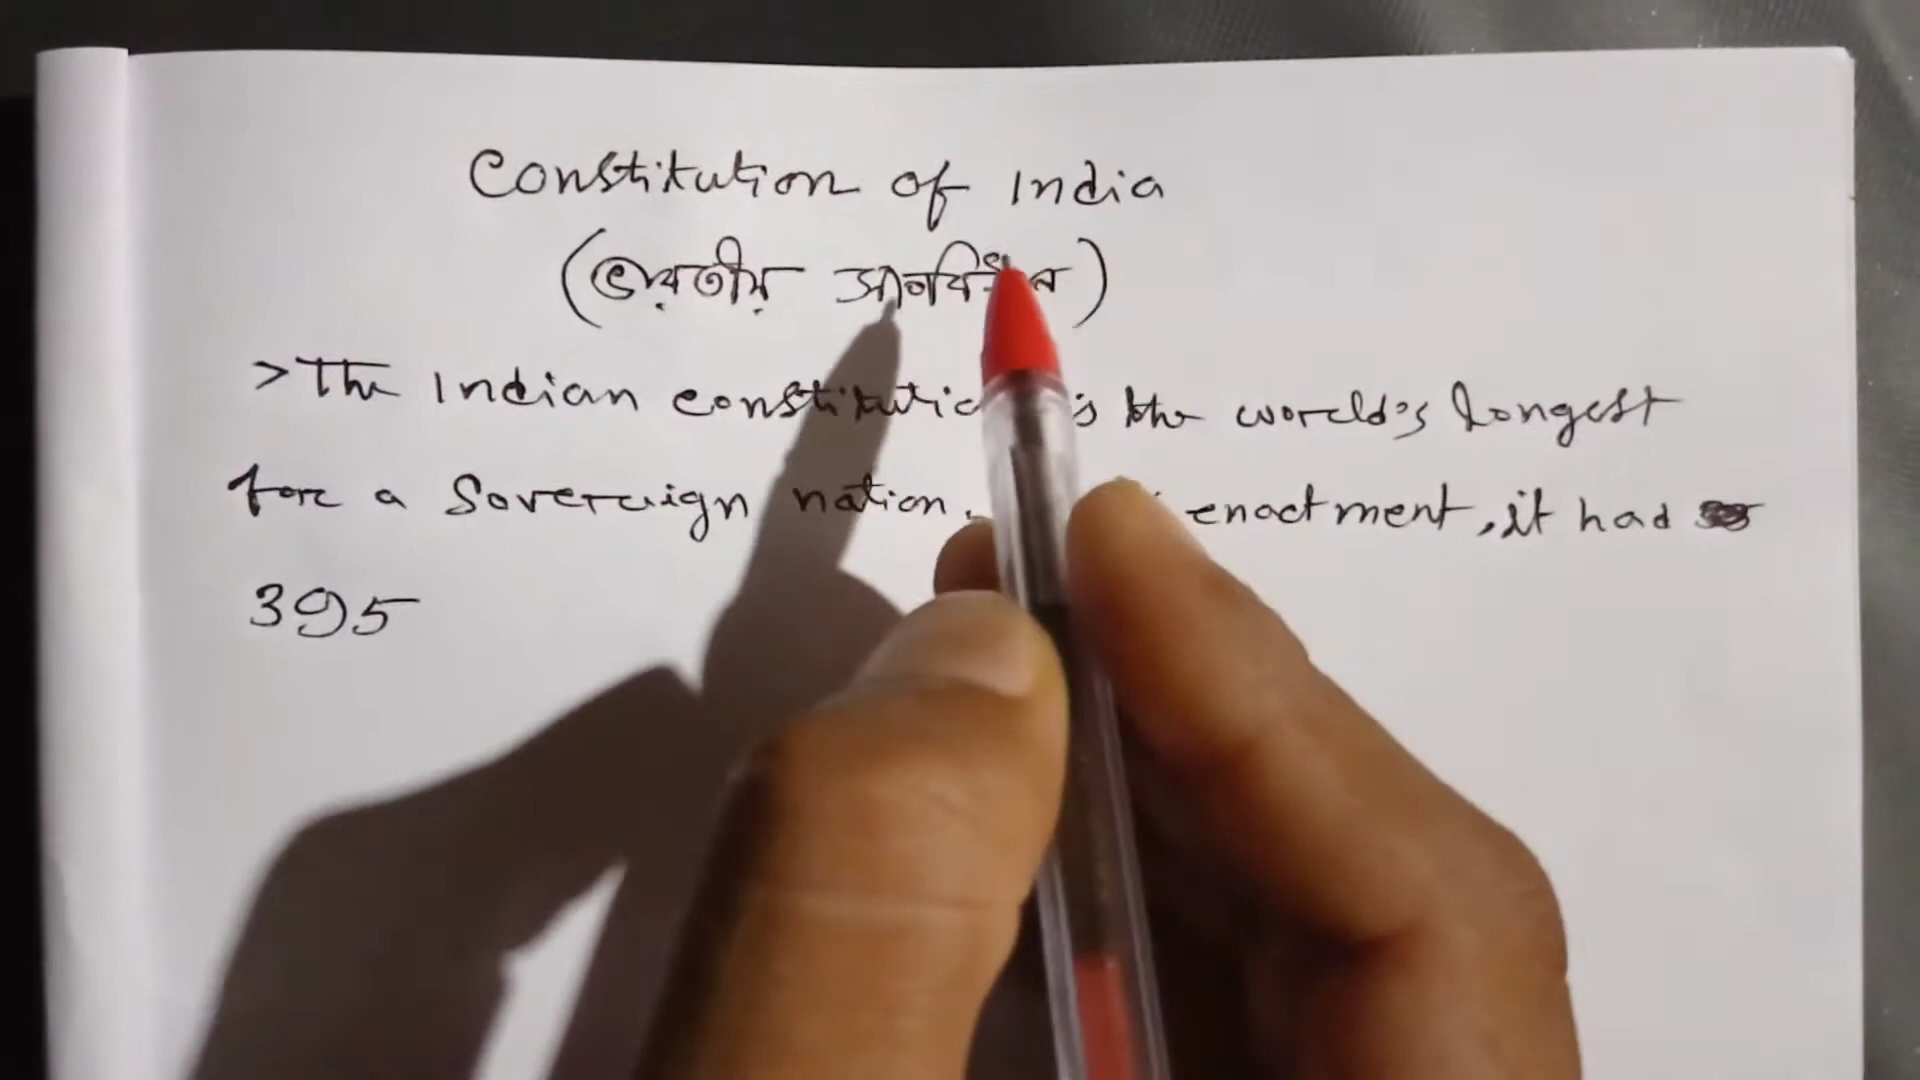 Constitution of India
(ভারতীয় সংবিধান)
> The Indian constitution is the world's longest
for a Sovereign nation. enactment, it had
395